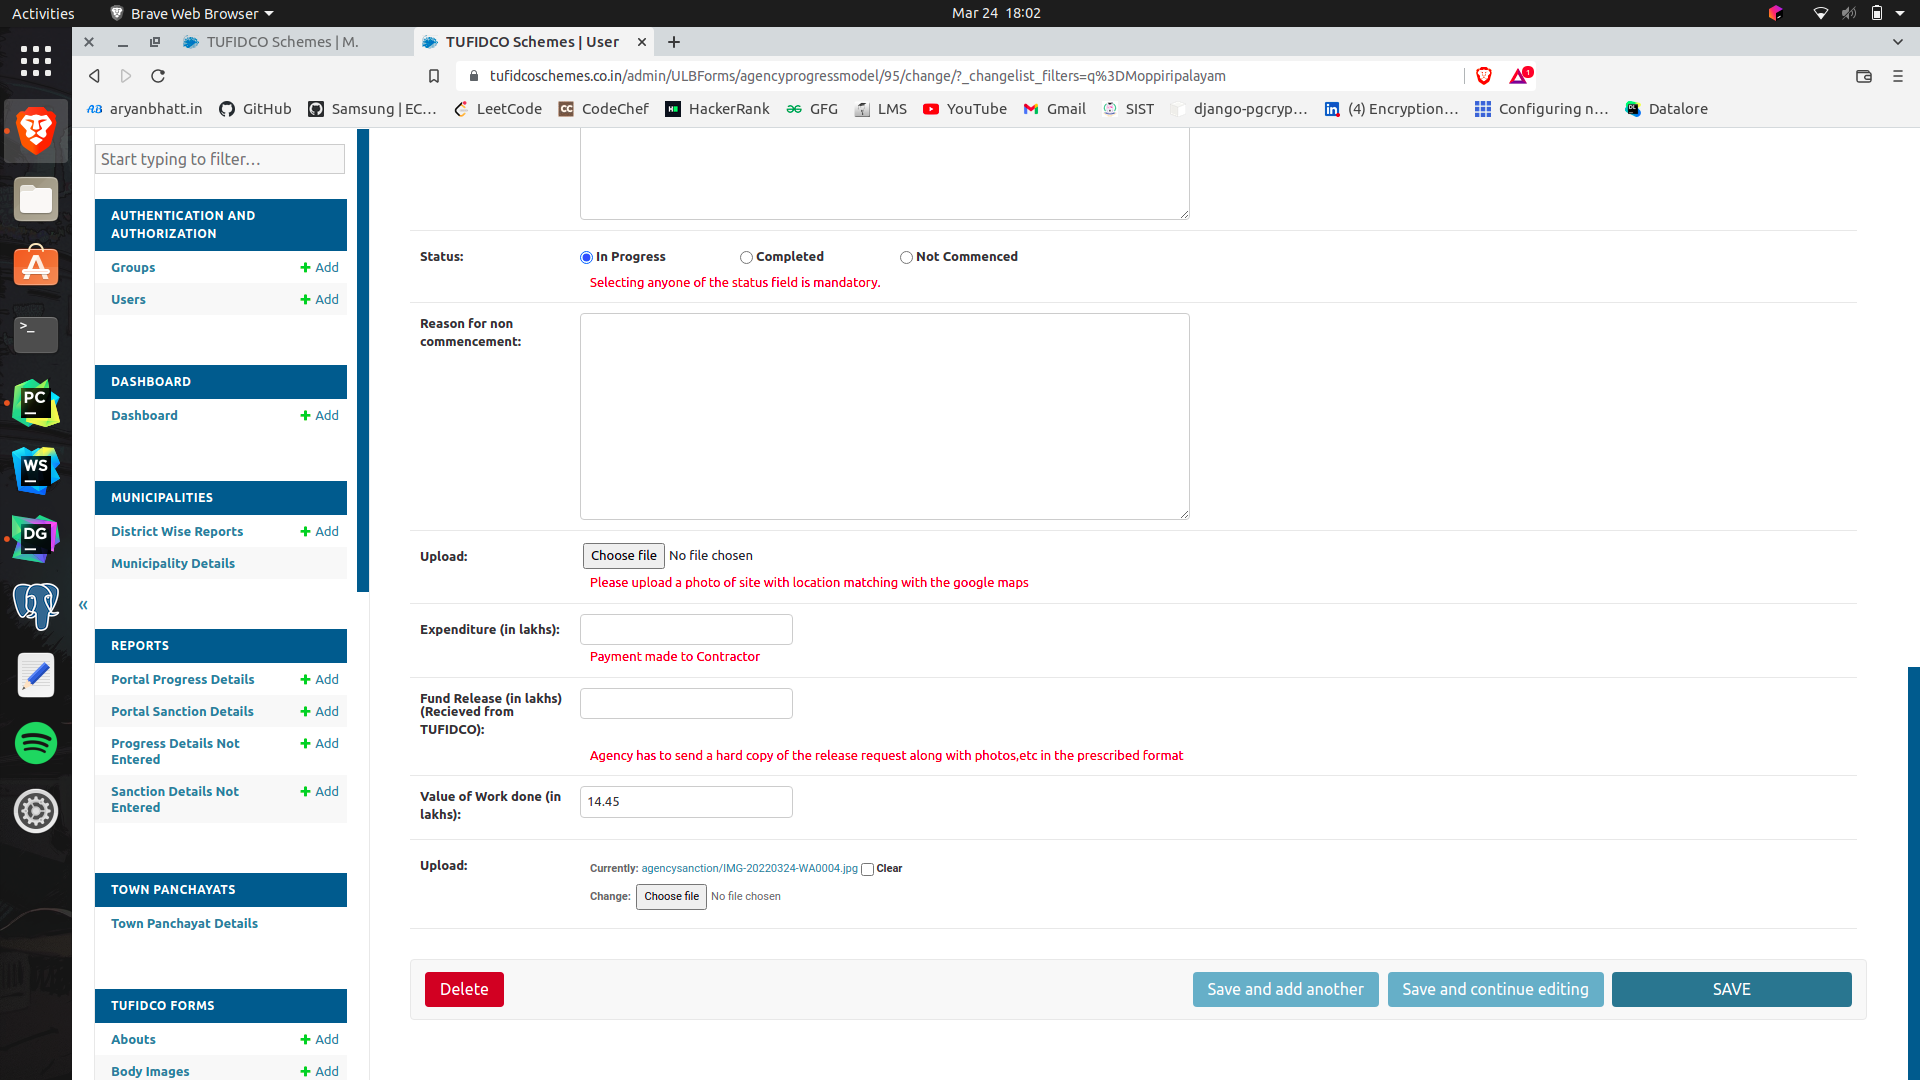 Activities
Brave Web Browser
Mar 24 18:02
TUFIDCO Schemes | M.
TUFIDCO Schemes | User
tufidcoschemes.co.in/admin/ULBForms/agencyprogressmodel/95/change/?_changelist_filters=q%3DMoppiripalayam
1
AB aryanbhatt.in
GitHub
Samsung | EC...
LeetCode
CC CodeChef
H HackerRank
GFG
LMS
YouTube
Gmail
SIST
django-pgcryp...
in (4) Encryption...
Configuring n...
DL Datalore
>_
PC
WS
DG
Start typing to filter...
AUTHENTICATION AND
AUTHORIZATION
Groups + Add
Users + Add
DASHBOARD
Dashboard + Add
MUNICIPALITIES
District Wise Reports + Add
Municipality Details
«
REPORTS
Portal Progress Details + Add
Portal Sanction Details + Add
Progress Details Not + Add
Entered
Sanction Details Not + Add
Entered
TOWN PANCHAYATS
Town Panchayat Details
TUFIDCO FORMS
Abouts + Add
Body Images + Add
Status: In Progress Completed Not Commenced
Selecting anyone of the status field is mandatory.
Reason for non
commencement:
Upload: Choose file No file chosen
Please upload a photo of site with location matching with the google maps
Expenditure (in lakhs):
Payment made to Contractor
Fund Release (in lakhs)
(Recieved from
TUFIDCO):
Agency has to send a hard copy of the release request along with photos,etc in the prescribed format
Value of Work done (in
lakhs):
14.45
Upload: Currently: agencysanction/IMG-20220324-WA0004.jpg Clear
Change: Choose file No file chosen
Delete
Save and add another
Save and continue editing
SAVE